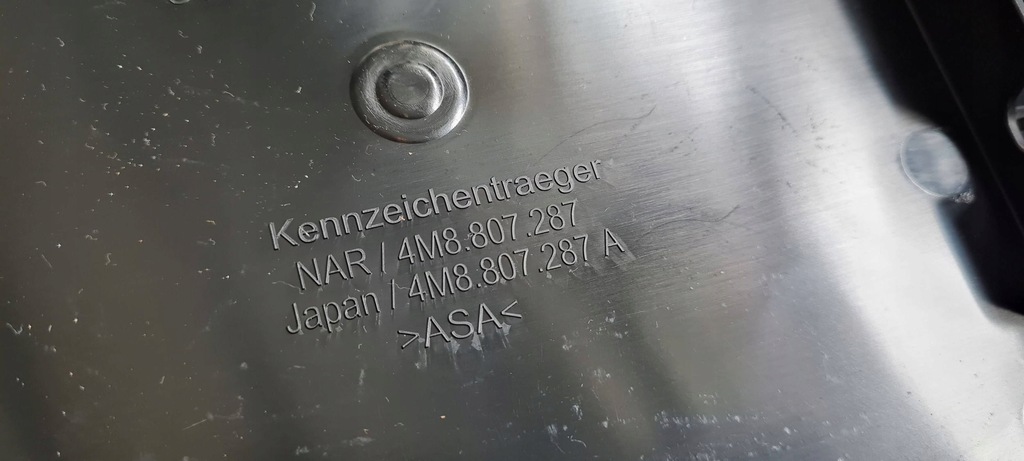 Kennzeichentraeger
NAR / 4M8.807.287
Japan / 4M8.807.287 A
>ASA<